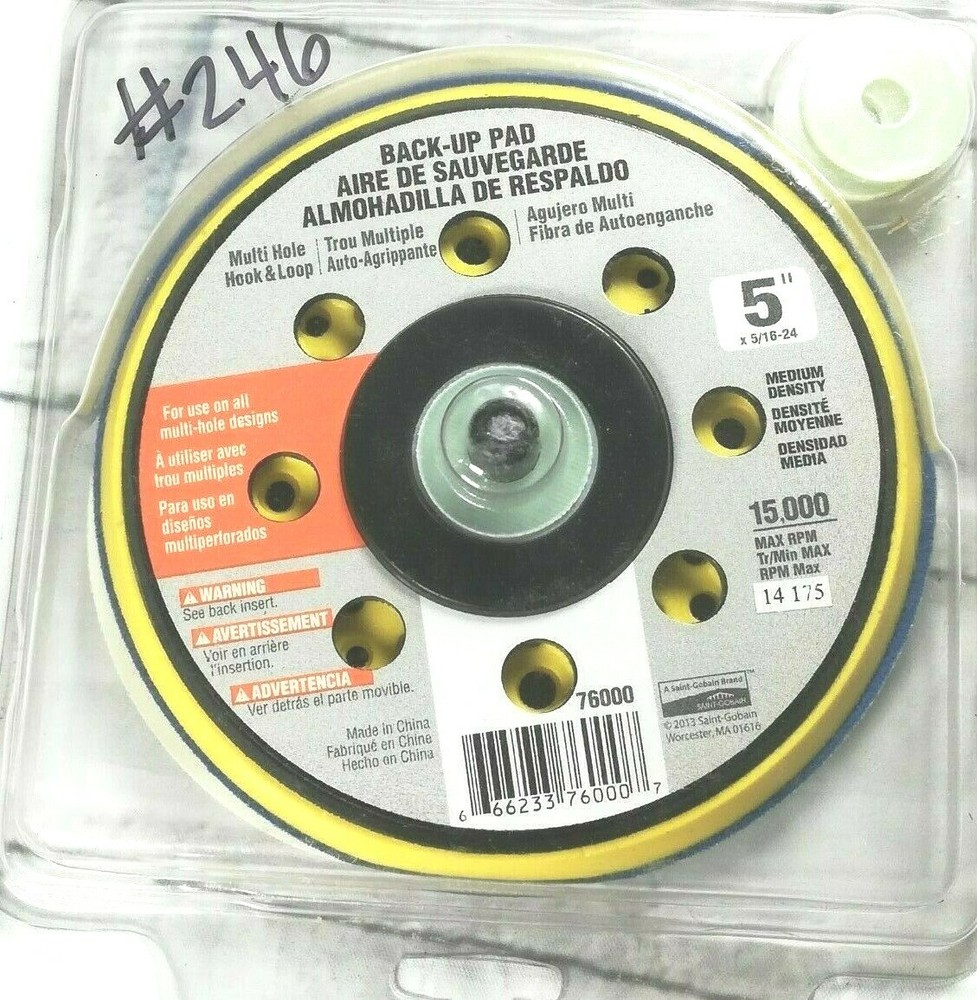 #246
BACK-UP PAD
AIRE DE SAUVEGARDE
ALMOHADILLA DE RESPALDO
Multi Hole
Hook & Loop
Trou Multiple
Auto-Agrippante
Agujero Multi
Fibra de Autoenganche
5"
x 5/16-24
MEDIUM
DENSITY
DENSITÉ
MOYENNE
DENSIDAD
MEDIA
For use on all
multi-hole designs
À utiliser avec
trou multiples
Para uso en
diseños
multiperforados
15,000
MAX RPM
Tr/Min MAX
RPM Max
14 175
WARNING
See back insert.
AVERTISSEMENT
Voir en arrière
l'insertion.
ADVERTENCIA
Ver detrás el parte movible.
Made in China
Fabriqué en Chine
Hecho en China
76000
6 66233 76000 7
A Saint-Gobain Brand™
SAINT-GOBAIN
© 2013 Saint-Gobain
Worcester, MA 01616